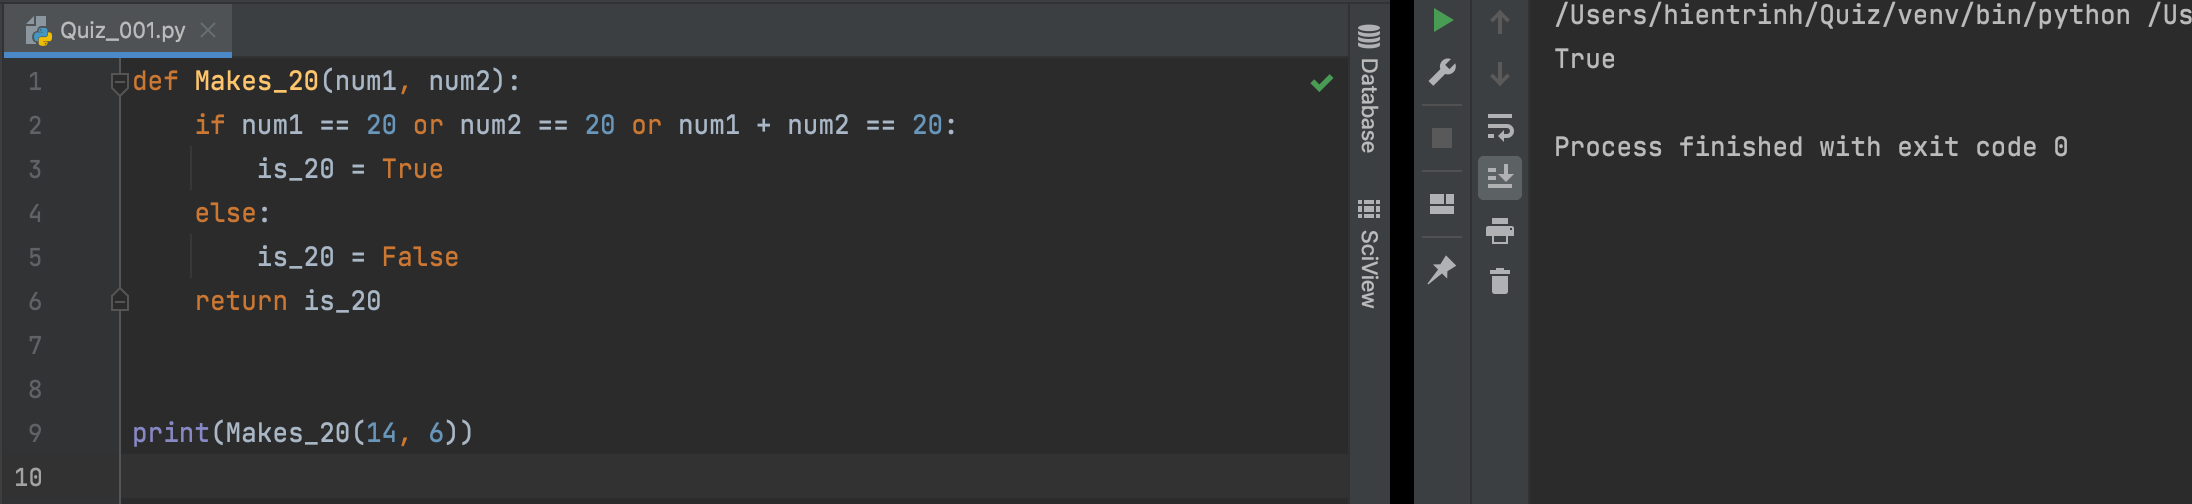 Quiz_001.py
1 def Makes_20(num1, num2):
2     if num1 == 20 or num2 == 20 or num1 + num2 == 20:
3         is_20 = True
4     else:
5         is_20 = False
6     return is_20
7
8
9 print(Makes_20(14, 6))
10
Database
SciView
/Users/hientrinh/Quiz/venv/bin/python /Us
True
Process finished with exit code 0